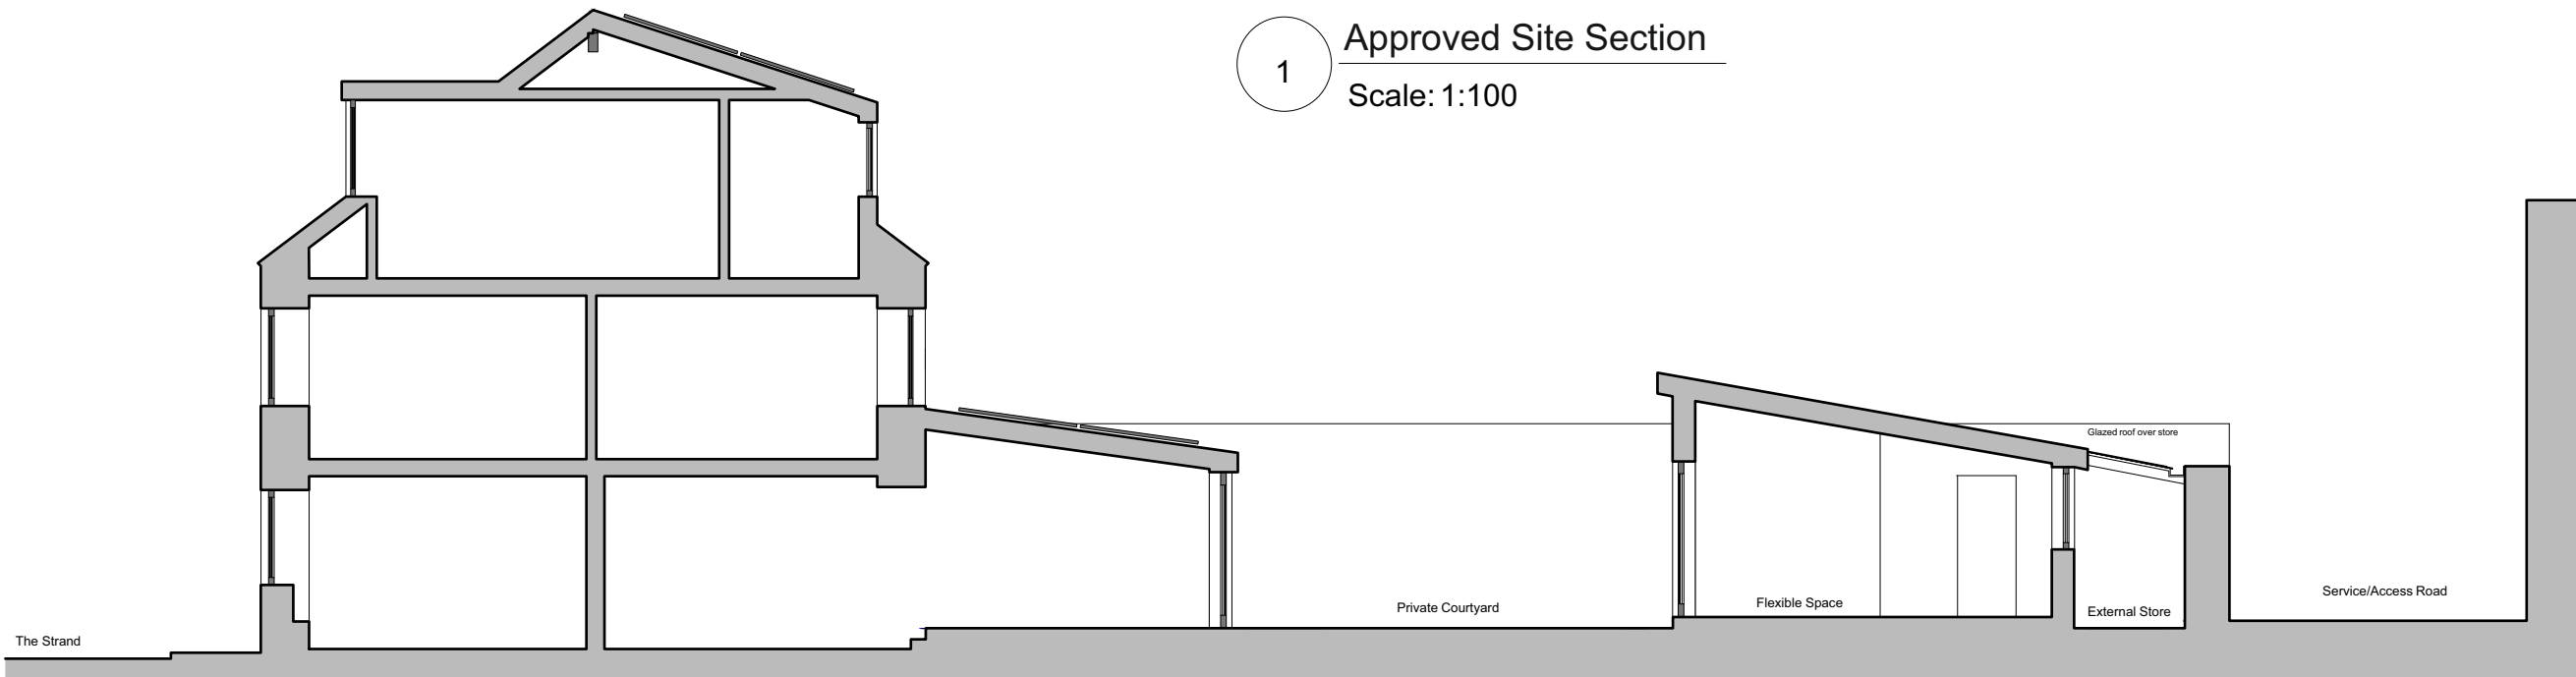 1
Approved Site Section
Scale: 1:100
Glazed roof over store
The Strand
Private Courtyard
Flexible Space
External Store
Service/Access Road